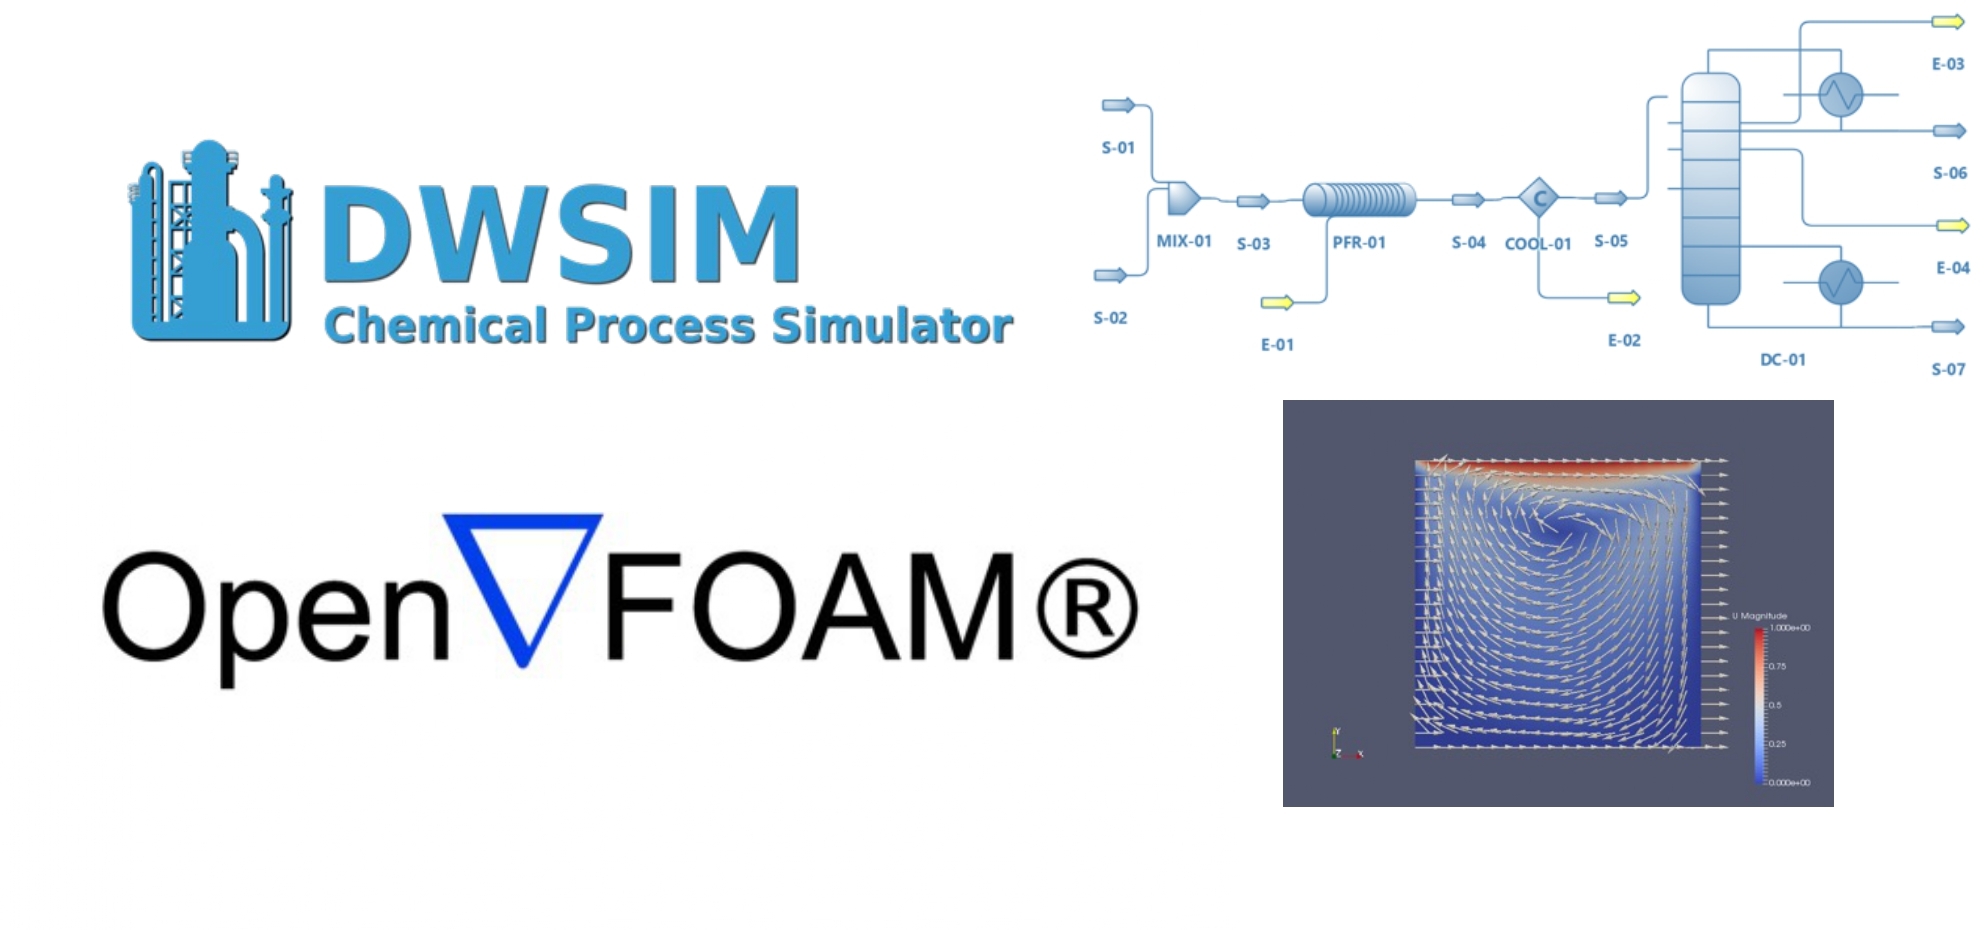 DWSIM
Chemical Process Simulator
S-01
S-02
MIX-01
S-03
E-01
PFR-01
S-04
C
COOL-01
S-05
E-02
DC-01
E-03
S-06
E-04
S-07
OpenFOAM®
U Magnitude
1.000e+00
0.75
0.5
0.25
0.000e+00
Y
Z
X